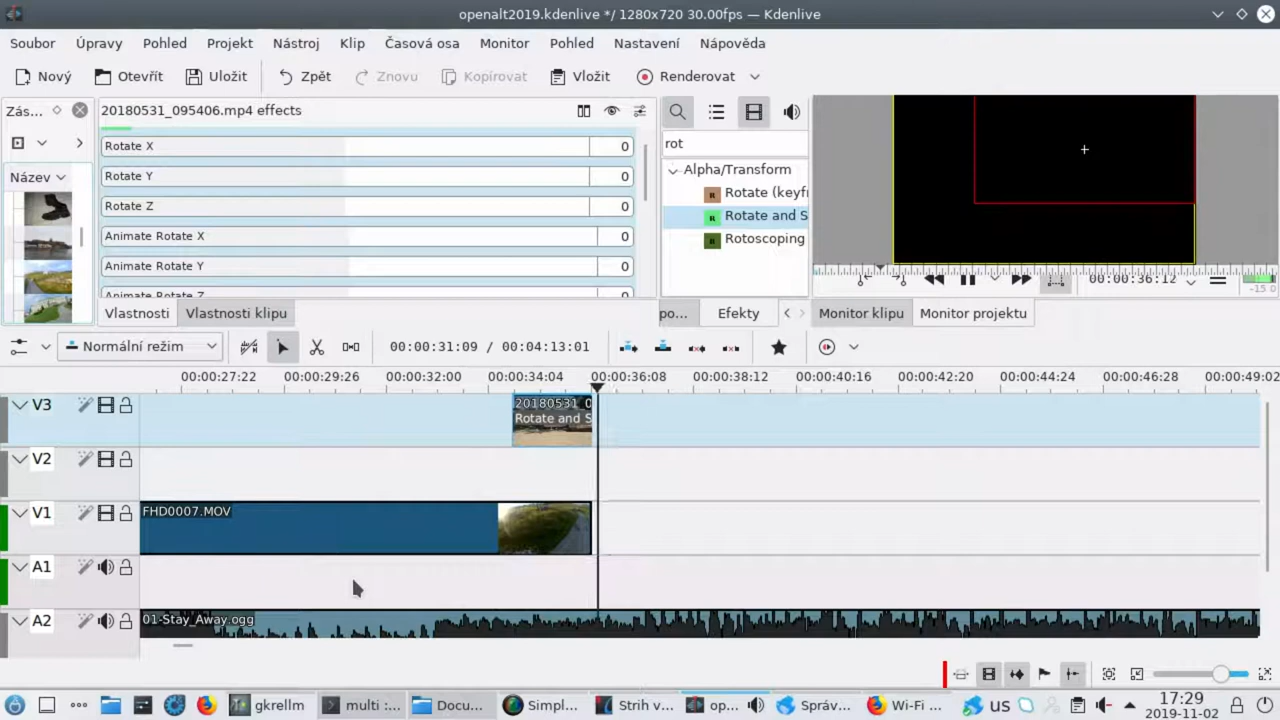 openalt2019.kdenlive */ 1280x720 30.00fps — Kdenlive
Soubor Úpravy Pohled Projekt Nástroj Klip Časová osa Monitor Pohled Nastavení Nápověda
Nový Otevřít Uložit Zpět Znovu Kopírovat Vložit Renderovat
Zás... 20180531_095406.mp4 effects
rot
Rotate X 0
Název
Rotate Y 0
Rotate Z 0
Animate Rotate X 0
Animate Rotate Y 0
Animate Rotate Z 0
Alpha/Transform
Rotate (keyfr
Rotate and S
Rotoscoping
00:00:36:12
-15 0
Vlastnosti Vlastnosti klipu po... Efekty Monitor klipu Monitor projektu
Normální režim 00:00:31:09 / 00:04:13:01
00:00:27:22 00:00:29:26 00:00:32:00 00:00:34:04 00:00:36:08 00:00:38:12 00:00:40:16 00:00:42:20 00:00:44:24 00:00:46:28 00:00:49:02
V3 20180531_0
Rotate and S
V2
V1 FHD0007.MOV
A1
A2 01-Stay_Away.ogg
gkrellm multi :... Docu... Simpl... Strih v... op... Správ... Wi-Fi ... us 17:29
2019-11-02